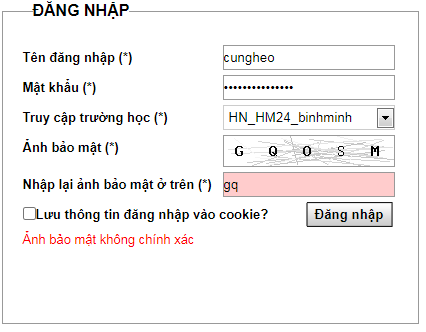 ĐĂNG NHẬP
Tên đăng nhập (*) cungheo
Mật khẩu (*) •••••••••••••••
Truy cập trường học (*) HN_HM24_binhminh
Ảnh bảo mật (*) G Q O S M
Nhập lại ảnh bảo mật ở trên (*) gq
Lưu thông tin đăng nhập vào cookie? Đăng nhập
Ảnh bảo mật không chính xác